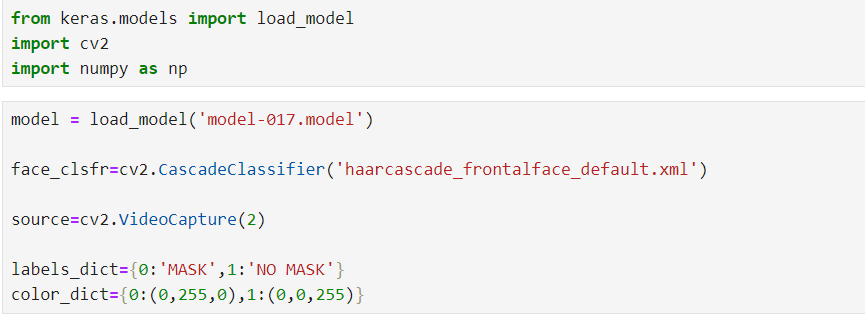 from keras.models import load_model
import cv2
import numpy as np
model = load_model('model-017.model')
face_clsfr=cv2.CascadeClassifier('haarcascade_frontalface_default.xml')
source=cv2.VideoCapture(2)
labels_dict={0:'MASK',1:'NO MASK'}
color_dict={0:(0,255,0),1:(0,0,255)}